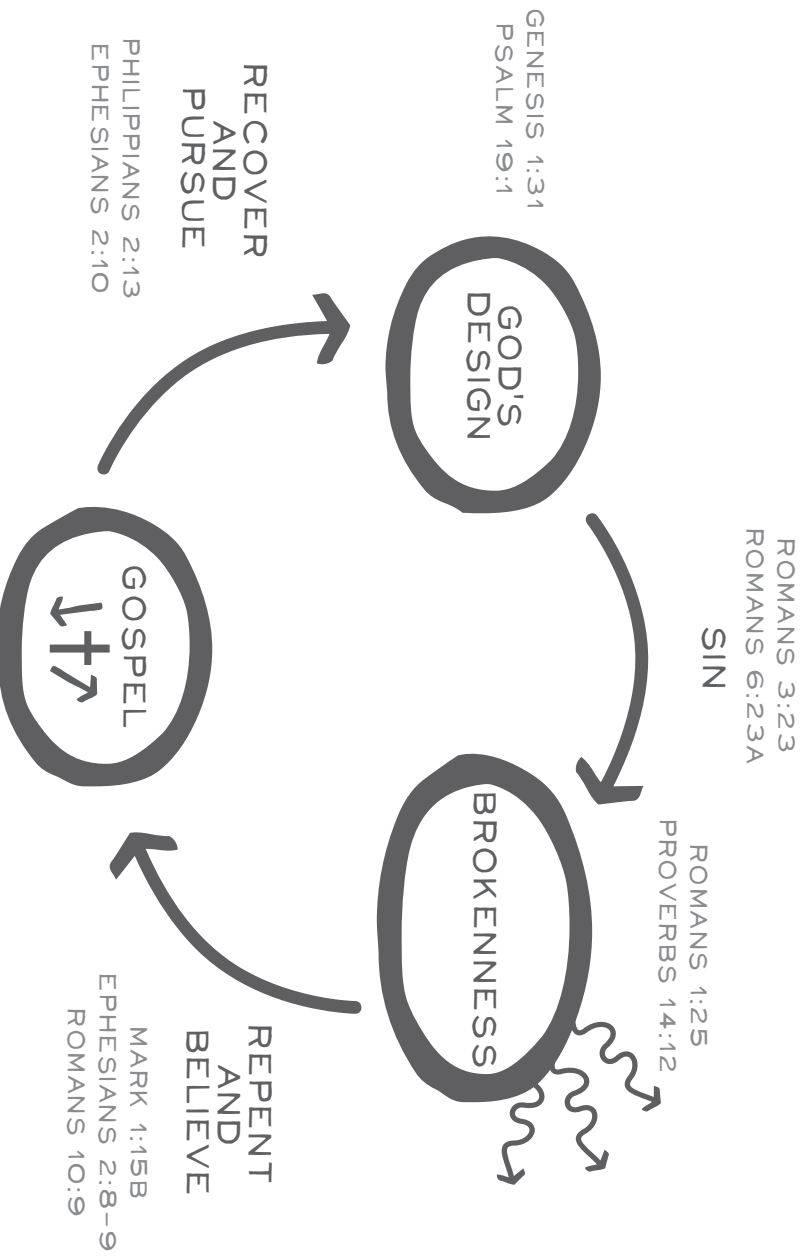 GENESIS 1:31
PSALM 19:1
GOD'S
DESIGN
ROMANS 3:23
ROMANS 6:23A
SIN
ROMANS 1:25
PROVERBS 14:12
BROKENNESS
REPENT
AND
BELIEVE
MARK 1:15B
EPHESIANS 2:8-9
ROMANS 10:9
GOSPEL
RECOVER
AND
PURSUE
PHILIPPIANS 2:13
EPHESIANS 2:10